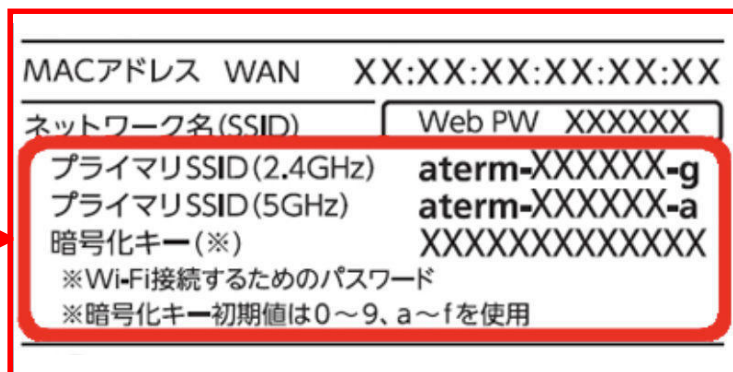 MACアドレス WAN XX:XX:XX:XX:XX:XX
ネットワーク名(SSID) Web PW XXXXXX
プライマリSSID(2.4GHz) aterm-XXXXXX-g
プライマリSSID(5GHz) aterm-XXXXXX-a
暗号化キー(※) XXXXXXXXXXXXX
※Wi-Fi接続するためのパスワード
※暗号化キー初期値は0~9、a~fを使用